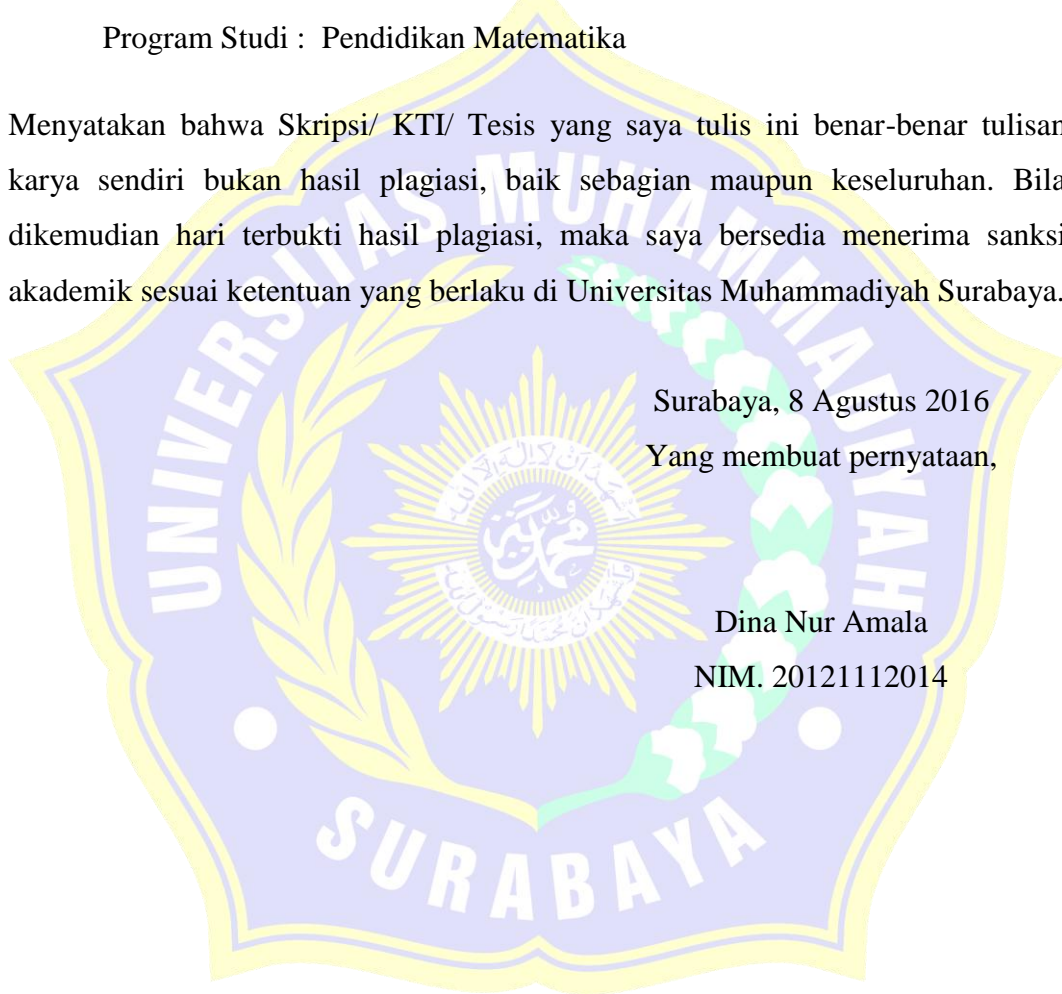 Program Studi : Pendidikan Matematika
Menyatakan bahwa Skripsi/ KTI/ Tesis yang saya tulis ini benar-benar tulisan
karya sendiri bukan hasil plagiasi, baik sebagian maupun keseluruhan. Bila
dikemudian hari terbukti hasil plagiasi, maka saya bersedia menerima sanksi
akademik sesuai ketentuan yang berlaku di Universitas Muhammadiyah Surabaya.
Surabaya, 8 Agustus 2016
Yang membuat pernyataan,
Dina Nur Amala
NIM. 20121112014
UNIVERSITAS MUHAMMADIYAH
SURABAYA